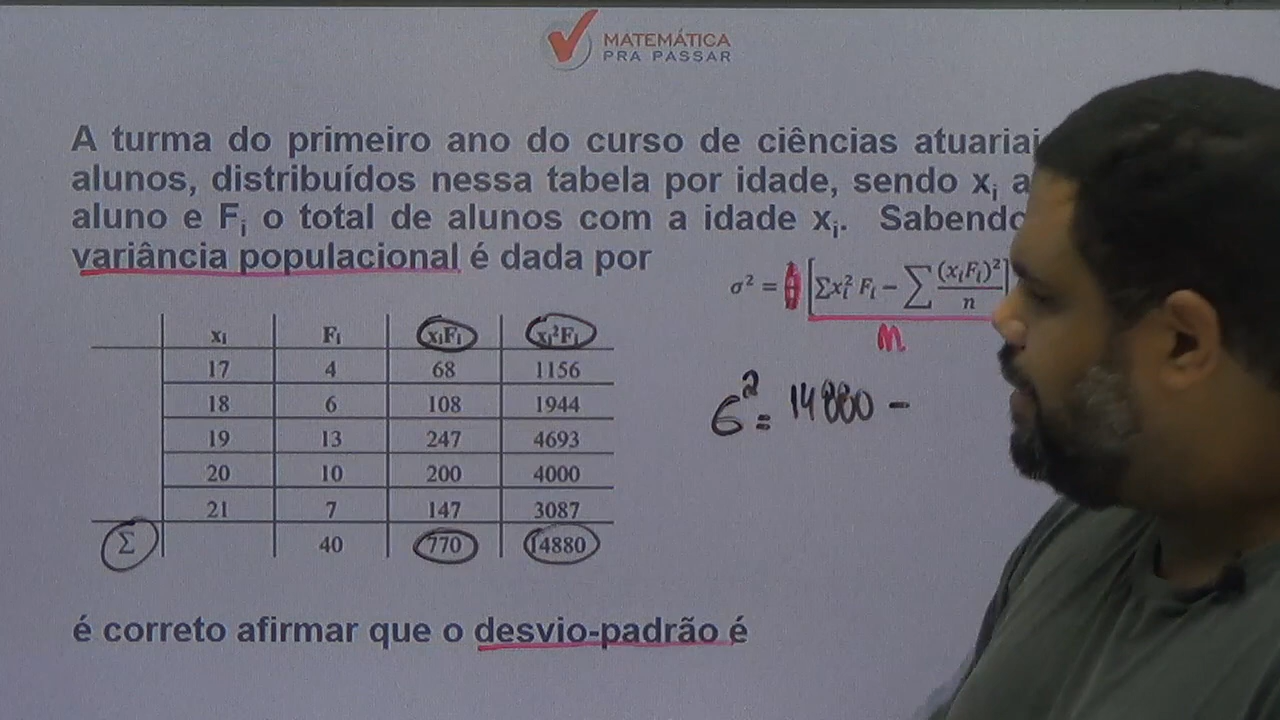 MATEMÁTICA
PRA PASSAR
A turma do primeiro ano do curso de ciências
alunos, distribuídos nessa tabela por idade, sendo xᵢ a
aluno e Fᵢ o total de alunos com a idade xᵢ. Sabendo
variância populacional é dada por
σ² = [∑xᵢ² Fᵢ − ∑ (xᵢFᵢ)²/n]
n
xᵢ Fᵢ xᵢFᵢ xᵢ²Fᵢ
17 4 68 1156
18 6 108 1944
19 13 247 4693
20 10 200 4000
21 7 147 3087
Σ 40 770 14880
σ² = 14880 −
é correto afirmar que o desvio-padrão é